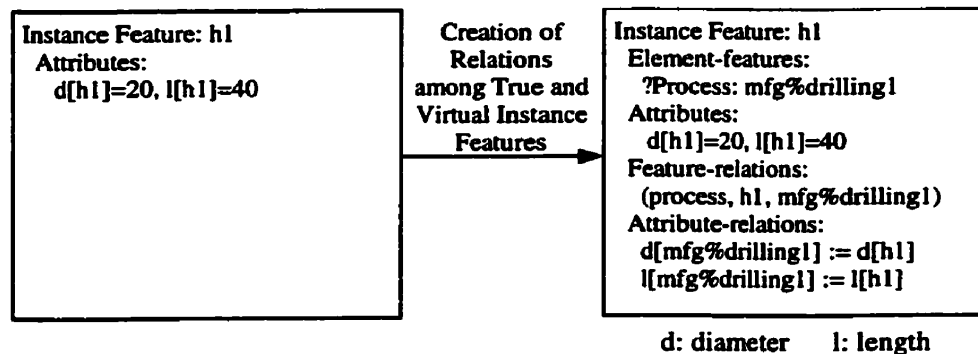 Instance Feature: h1
Attributes:
d[h1]=20, l[h1]=40
Creation of
Relations
among True and
Virtual Instance
Features
Instance Feature: h1
Element-features:
?Process: mfg%drilling1
Attributes:
d[h1]=20, l[h1]=40
Feature-relations:
(process, h1, mfg%drilling1)
Attribute-relations:
d[mfg%drilling1] := d[h1]
l[mfg%drilling1] := l[h1]
d: diameter l: length